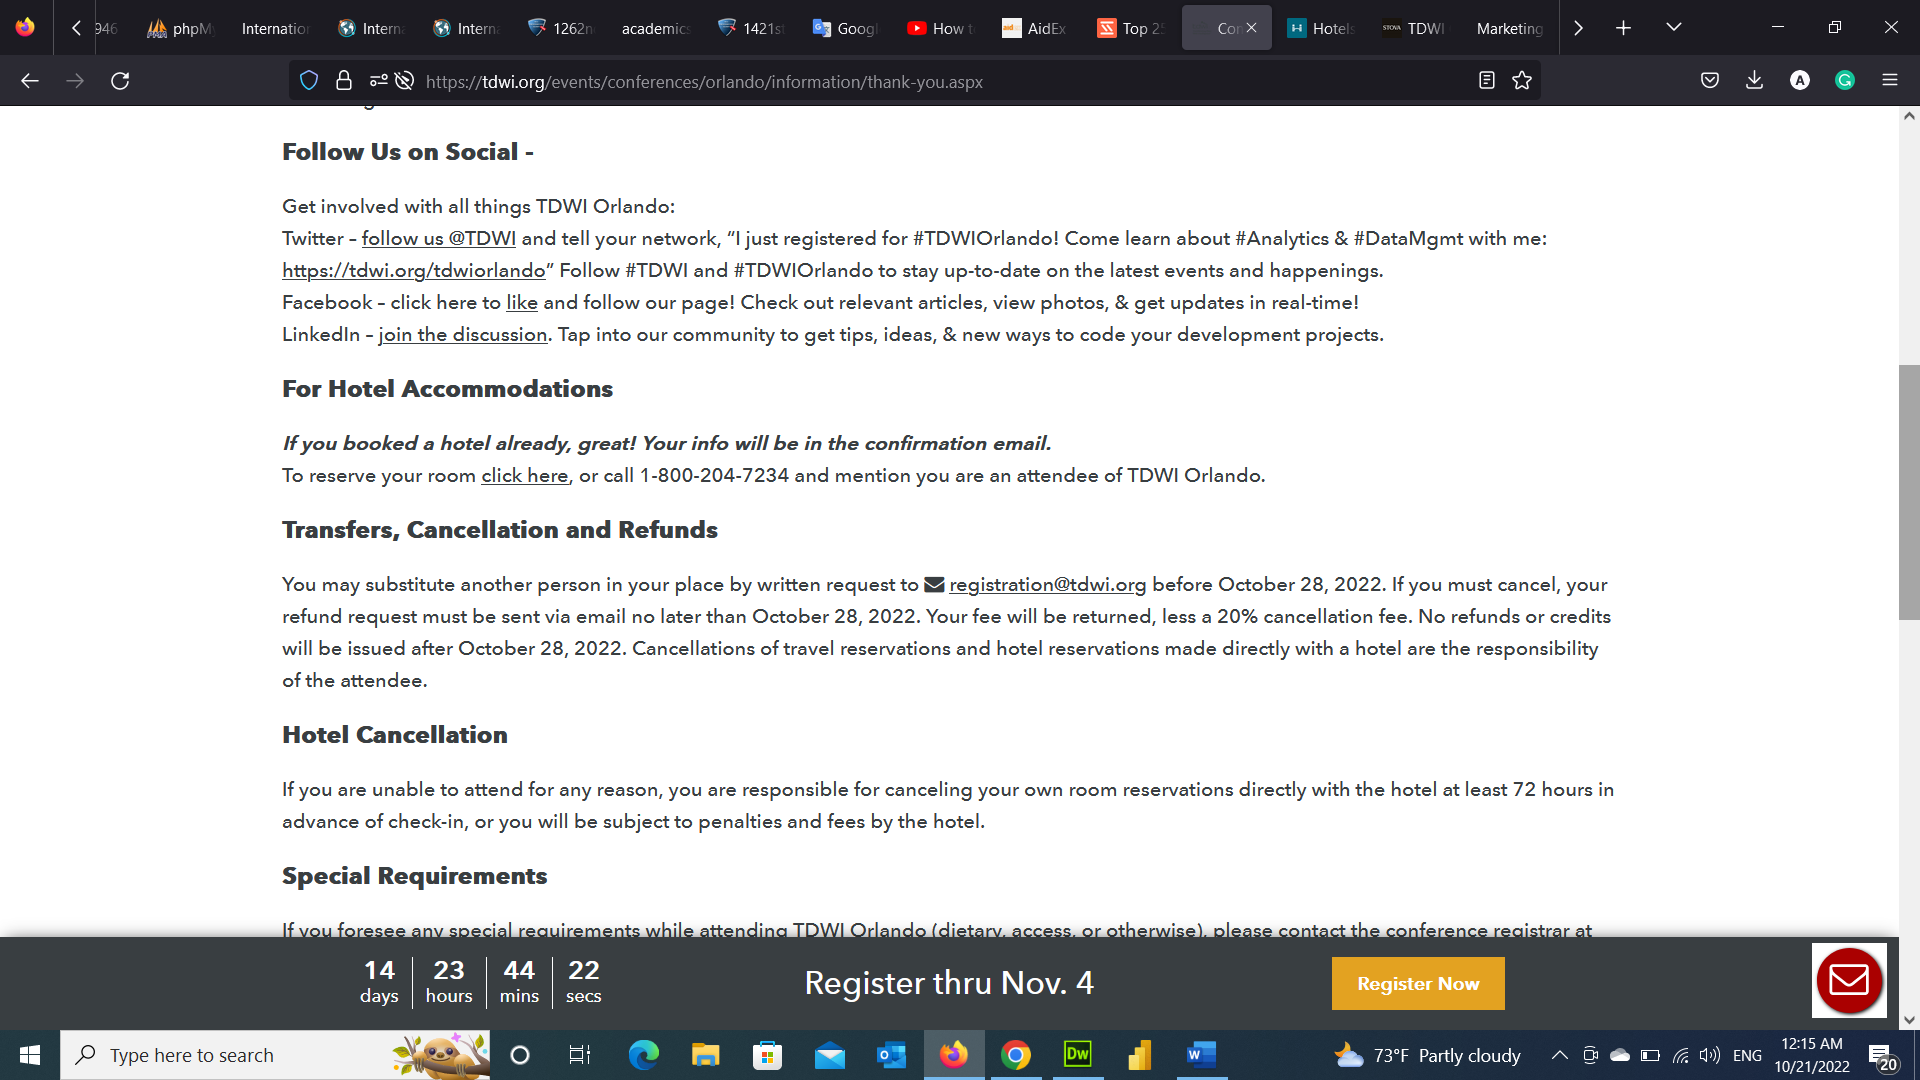 946
phpMy
Internation
Interna
Interna
1262n
academics
1421s
Googl
How t
AidEx
Top 25
Con
Hotels
STOVA
TDWI
Marketing
https://tdwi.org/events/conferences/orlando/information/thank-you.aspx
A
G
Follow Us on Social -
Get involved with all things TDWI Orlando:
Twitter – follow us @TDWI and tell your network, “I just registered for #TDWIOrlando! Come learn about #Analytics & #DataMgmt with me:
https://tdwi.org/tdwiorlando” Follow #TDWI and #TDWIOrlando to stay up-to-date on the latest events and happenings.
Facebook – click here to like and follow our page! Check out relevant articles, view photos, & get updates in real-time!
LinkedIn – join the discussion. Tap into our community to get tips, ideas, & new ways to code your development projects.
For Hotel Accommodations
If you booked a hotel already, great! Your info will be in the confirmation email.
To reserve your room click here, or call 1-800-204-7234 and mention you are an attendee of TDWI Orlando.
Transfers, Cancellation and Refunds
You may substitute another person in your place by written request to registration@tdwi.org before October 28, 2022. If you must cancel, your
refund request must be sent via email no later than October 28, 2022. Your fee will be returned, less a 20% cancellation fee. No refunds or credits
will be issued after October 28, 2022. Cancellations of travel reservations and hotel reservations made directly with a hotel are the responsibility
of the attendee.
Hotel Cancellation
If you are unable to attend for any reason, you are responsible for canceling your own room reservations directly with the hotel at least 72 hours in
advance of check-in, or you will be subject to penalties and fees by the hotel.
Special Requirements
If you foresee any special requirements while attending TDWI Orlando (dietary, access, or otherwise), please contact the conference registrar at
14 23 44 22
days hours mins secs
Register thru Nov. 4
Register Now
Type here to search
Dw
W
73°F Partly cloudy
ENG
12:15 AM
10/21/2022
20